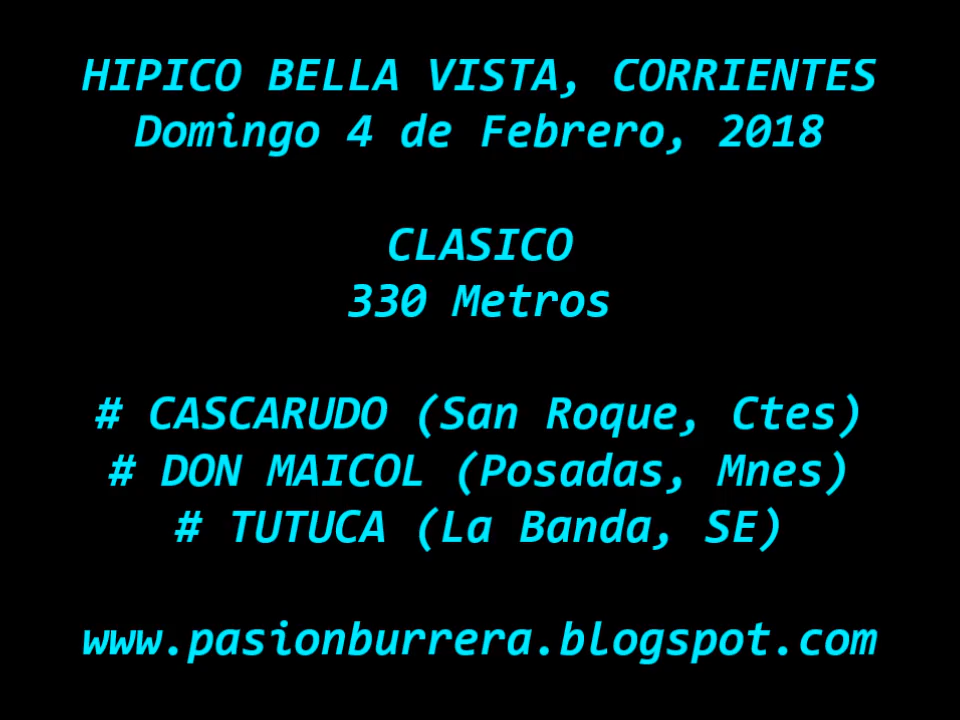 HIPICO BELLA VISTA, CORRIENTES
Domingo 4 de Febrero, 2018
CLASICO
330 Metros
# CASCARUDO (San Roque, Ctes)
# DON MAICOL (Posadas, Mnes)
# TUTUCA (La Banda, SE)
www.pasionburrera.blogspot.com